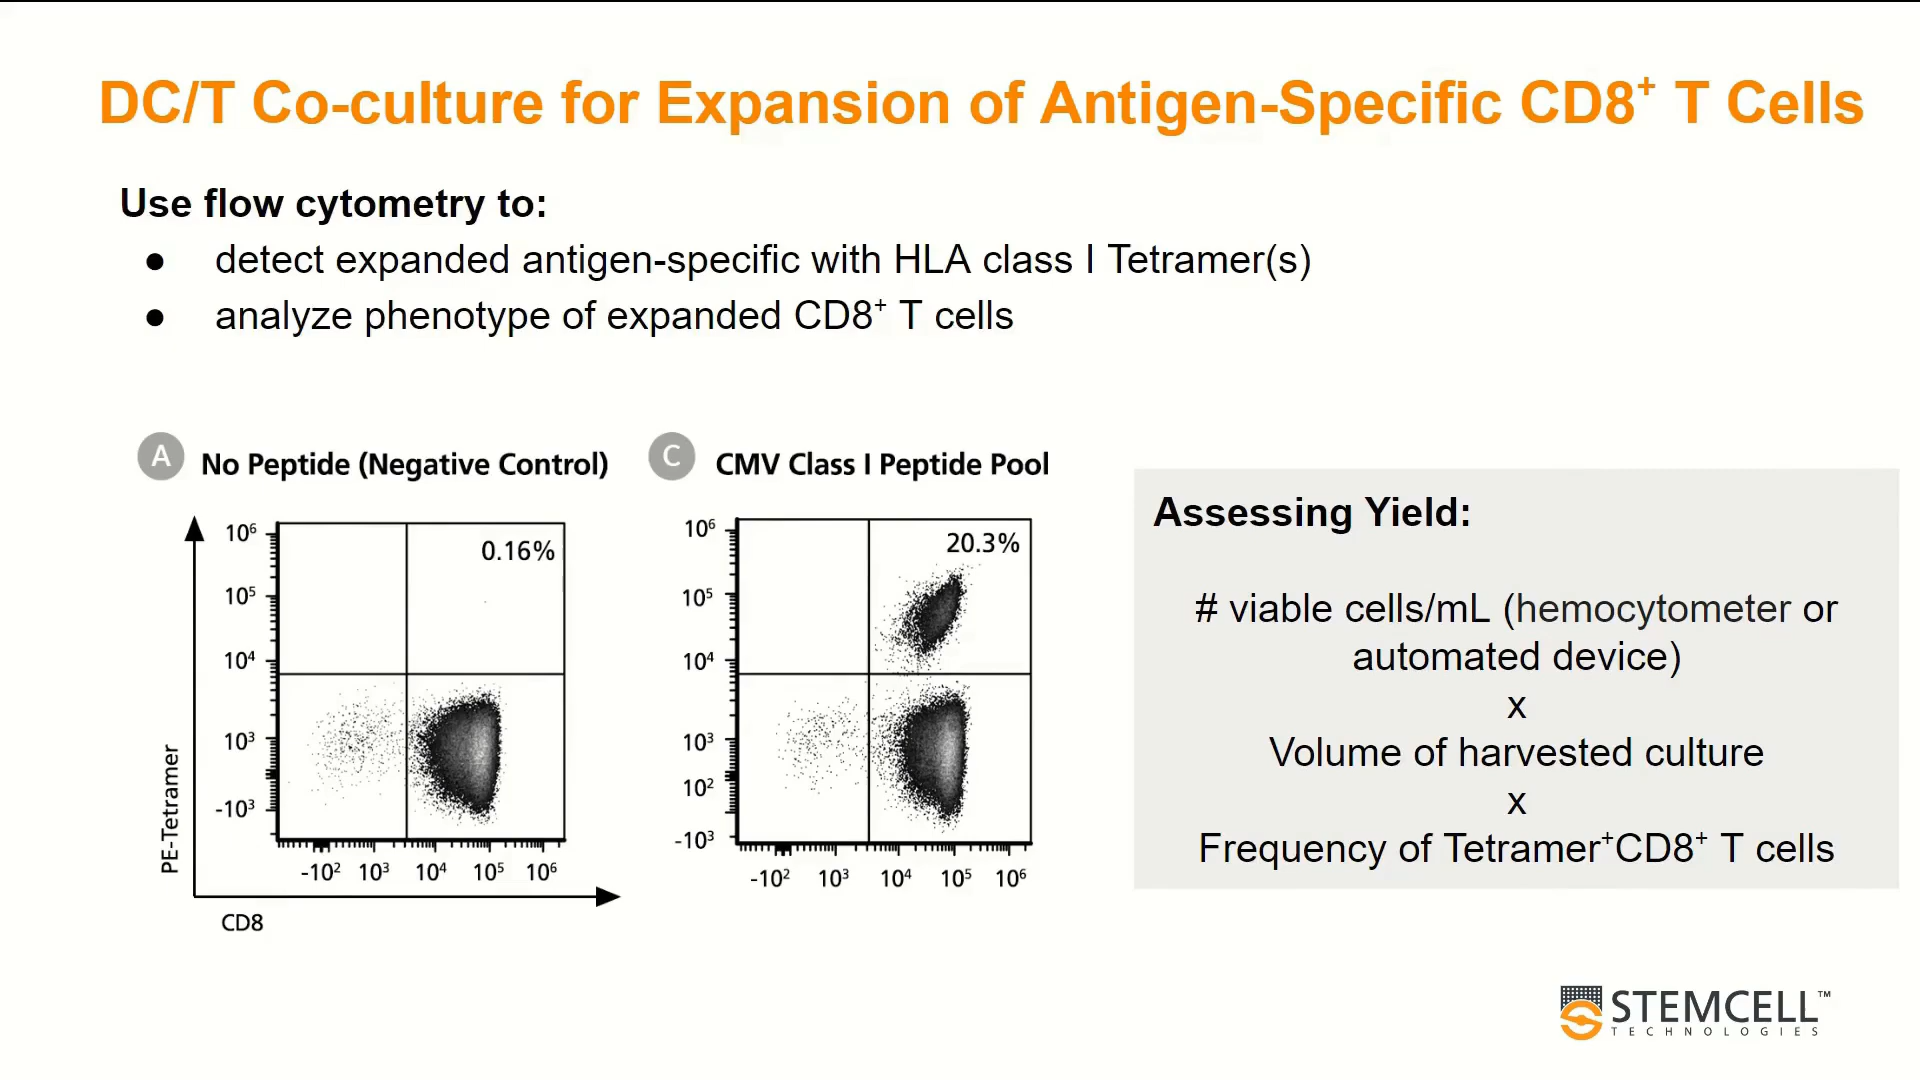 DC/T Co-culture for Expansion of Antigen-Specific CD8⁺ T Cells
Use flow cytometry to:
● detect expanded antigen-specific with HLA class I Tetramer(s)
● analyze phenotype of expanded CD8⁺ T cells
A No Peptide (Negative Control)
10⁶
10⁵
10⁴
10³
-10³
0.16%
-10² 10³ 10⁴ 10⁵ 10⁶
PE-Tetramer
CD8
C CMV Class I Peptide Pool
10⁶
10⁵
10⁴
10³
10²
-10³
20.3%
-10² 10³ 10⁴ 10⁵ 10⁶
Assessing Yield:
# viable cells/mL (hemocytometer or
automated device)
x
Volume of harvested culture
x
Frequency of Tetramer⁺CD8⁺ T cells
STEMCELL™
TECHNOLOGIES